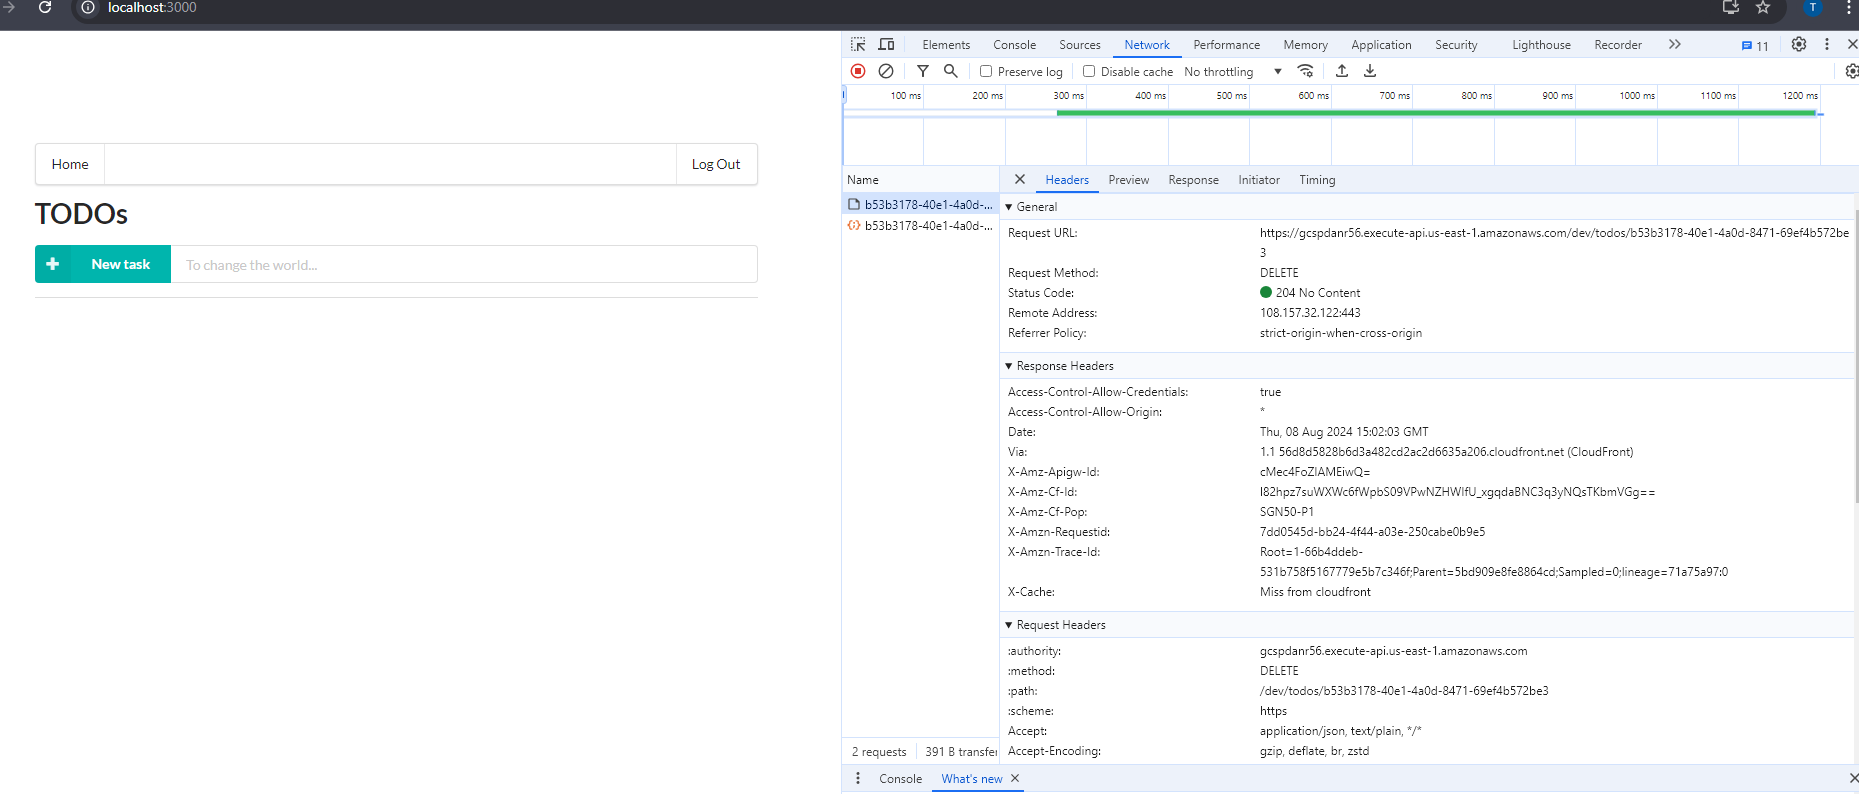 localhost:3000
T
Elements Console Sources Network Performance Memory Application Security Lighthouse Recorder 11
Preserve log Disable cache No throttling
100 ms 200 ms 300 ms 400 ms 500 ms 600 ms 700 ms 800 ms 900 ms 1000 ms 1100 ms 1200 ms
Home Log Out
TODOs
New task To change the world...
Name
b53b3178-40e1-4a0d-...
b53b3178-40e1-4a0d-...
Headers Preview Response Initiator Timing
General
Request URL: https://gcspdanr56.execute-api.us-east-1.amazonaws.com/dev/todos/b53b3178-40e1-4a0d-8471-69ef4b572be
3
Request Method: DELETE
Status Code: 204 No Content
Remote Address: 108.157.32.122:443
Referrer Policy: strict-origin-when-cross-origin
Response Headers
Access-Control-Allow-Credentials: true
Access-Control-Allow-Origin: *
Date: Thu, 08 Aug 2024 15:02:03 GMT
Via: 1.1 56d8d5828b6d3a482cd2ac2d6635a206.cloudfront.net (CloudFront)
X-Amz-Apigw-Id: cMec4FoZIAMEiwQ=
X-Amz-Cf-Id: I82hpz7suWXWc6fWpbS09VPwNZHWIfU_xgqdaBNC3q3yNQsTKbmVGg==
X-Amz-Cf-Pop: SGN50-P1
X-Amzn-Requestid: 7dd0545d-bb24-4f44-a03e-250cabe0b9e5
X-Amzn-Trace-Id: Root=1-66b4ddeb-
531b758f5167779e5b7c346f;Parent=5bd909e8fe8864cd;Sampled=0;lineage=71a75a97:0
X-Cache: Miss from cloudfront
Request Headers
:authority: gcspdanr56.execute-api.us-east-1.amazonaws.com
:method: DELETE
:path: /dev/todos/b53b3178-40e1-4a0d-8471-69ef4b572be3
:scheme: https
Accept: application/json, text/plain, */*
Accept-Encoding: gzip, deflate, br, zstd
2 requests 391 B transfer
Console What's new